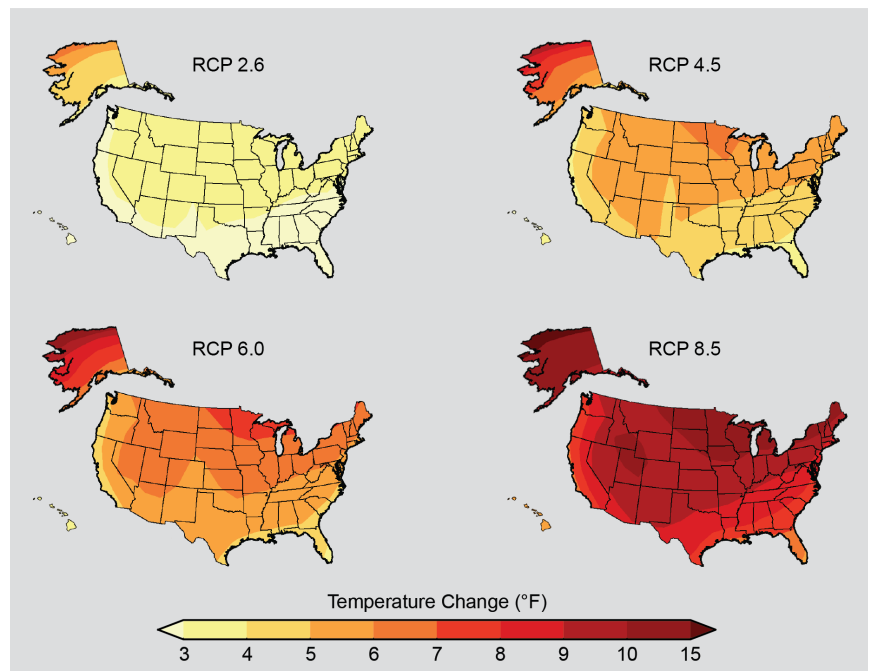 RCP 2.6
RCP 4.5
RCP 6.0
RCP 8.5
Temperature Change (°F)
3 4 5 6 7 8 9 10 15